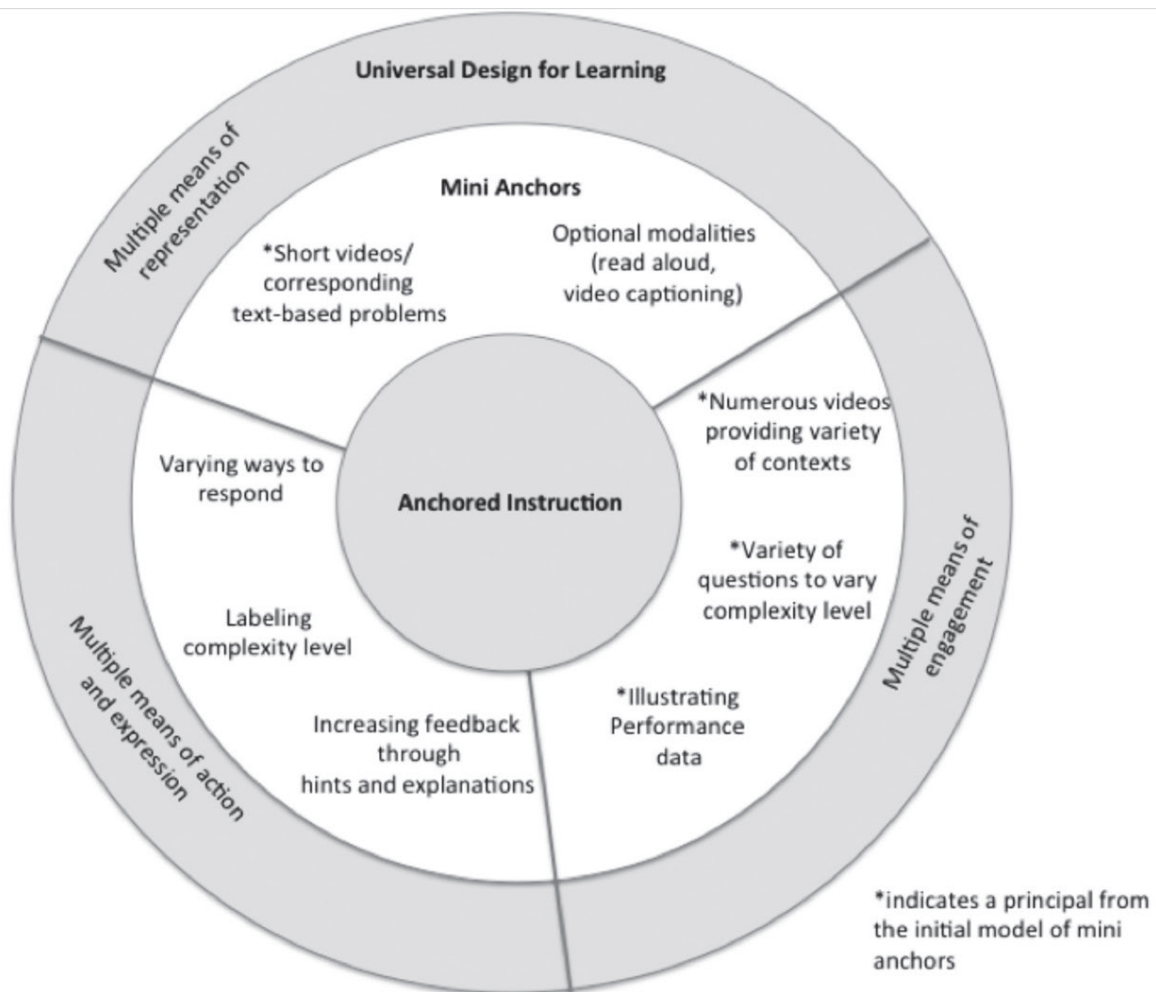 Universal Design for Learning
Multiple means of
representation
Mini Anchors
*Short videos/
corresponding
text-based problems
Optional modalities
(read aloud,
video captioning)
*Numerous videos
providing variety
of contexts
*Variety of
questions to vary
complexity level
*Illustrating
Performance
data
Multiple means of
engagement
Anchored Instruction
Varying ways to
respond
Labeling
complexity level
Increasing feedback
through
hints and explanations
Multiple means of action
and expression
*indicates a principal from
the initial model of mini
anchors